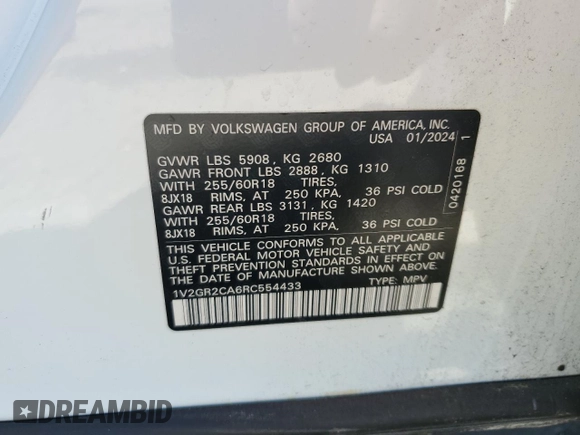 MFD BY VOLKSWAGEN GROUP OF AMERICA, INC.
USA 01/2024
GVWR LBS 5908, KG 2680
GAWR FRONT LBS 2888, KG 1310
WITH 255/60R18 TIRES,
8JX18 RIMS, AT 250 KPA, 36 PSI COLD
GAWR REAR LBS 3131, KG 1420
WITH 255/60R18 TIRES,
8JX18 RIMS, AT 250 KPA, 36 PSI COLD
THIS VEHICLE CONFORMS TO ALL APPLICABLE
U.S. FEDERAL MOTOR VEHICLE SAFETY AND
THEFT PREVENTION STANDARDS IN EFFECT ON THE
DATE OF MANUFACTURE SHOWN ABOVE.
1V2GR2CA6RC554433 TYPE: MPV
0420168 1
DREAMBID